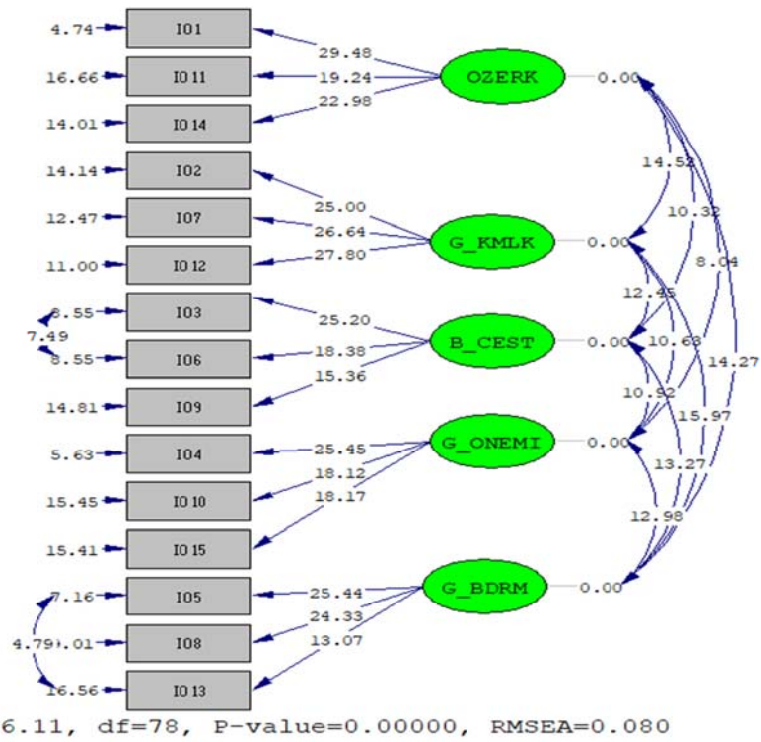 4.74 IO1
29.48
16.66 IO 11 19.24 OZERK 0.00
22.98
14.01 IO 14
14.14 IO2 14.52
12.47 IO7 25.00 10.32
26.64 G_KMLK 0.00
11.00 IO 12 27.80 8.04
12.45
8.55 IO3 25.20
7.49 B_CEST 0.00 10.63
8.55 IO6 18.38 14.27
15.36
14.81 IO9 10.92 15.97
5.63 IO4 25.45 G_ONEMI 0.00
18.12 13.27
15.45 IO 10 18.17
12.98
15.41 IO 15
7.16 IO5 25.44 G_BDRM 0.00
24.33
4.79 .01 IO8 13.07
16.56 IO 13
6.11, df=78, P-value=0.00000, RMSEA=0.080